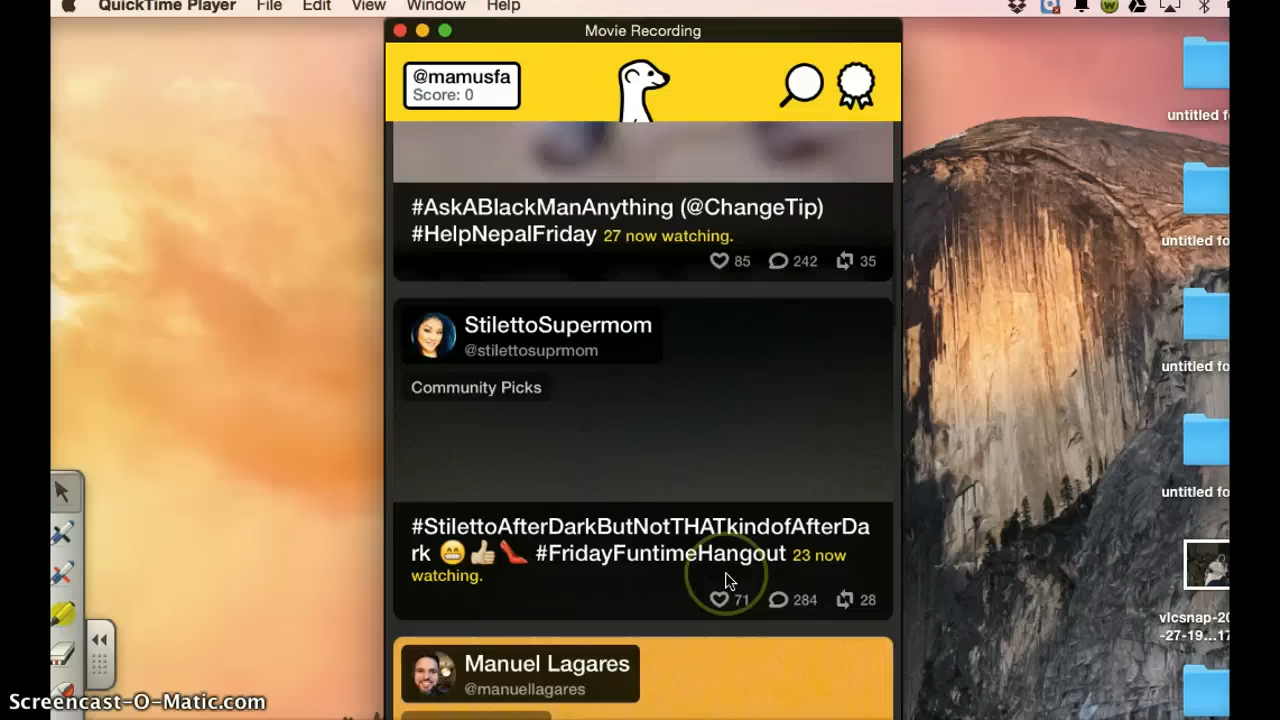 QuickTime Player File Edit View Window Help
Movie Recording
@mamusfa
Score: 0
#AskABlackManAnything (@ChangeTip)
#HelpNepalFriday 27 now watching.
85 242 35
StilettoSupermom
@stilettosuprmom
Community Picks
#StilettoAfterDarkButNotTHATkindofAfterDa
rk 😁👍👠 #FridayFuntimeHangout 23 now
watching.
71 284 28
Manuel Lagares
@manuellagares
untitled fo
untitled fo
untitled fo
untitled fo
vlcsnap-20
-27-19...17
Screencast-O-Matic.com